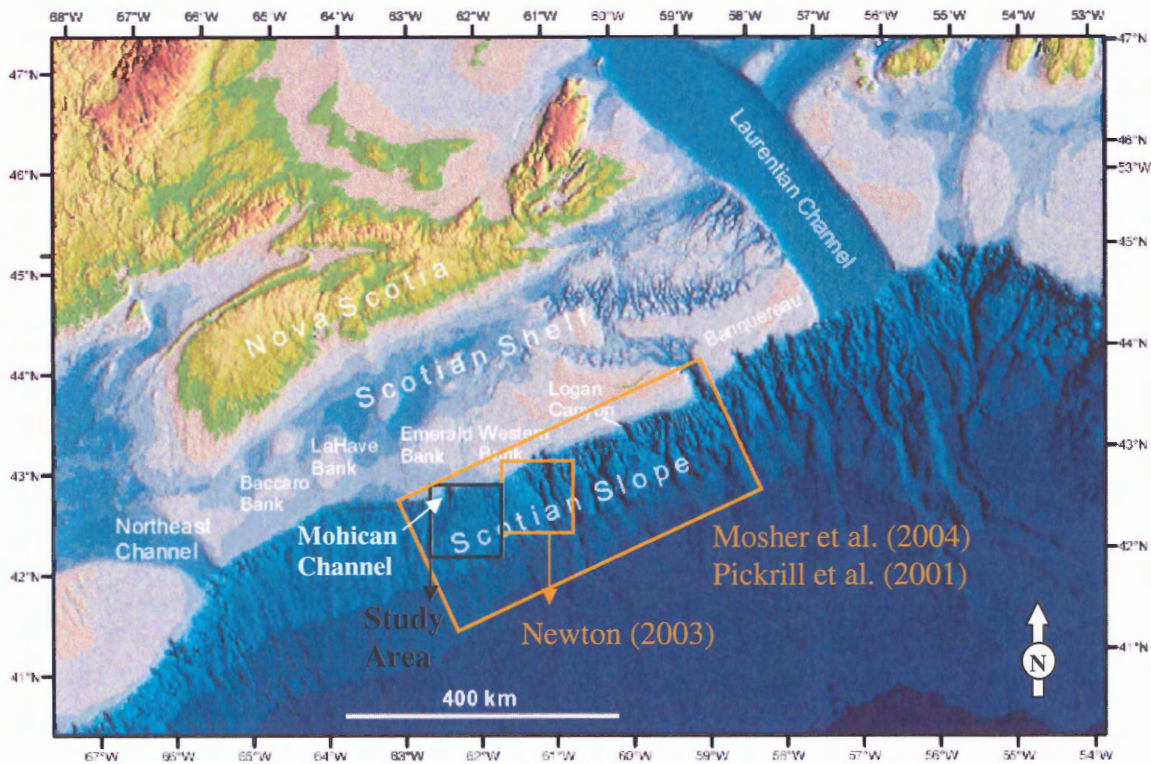 68°W 67°W 66°W 65°W 64°W 63°W 62°W 61°W 60°W 59°W 58°W 57°W 56°W 55°W 54°W 53°W
47°N
47°N
46°N
53°W
46°N
45°N
45°N
44°N
44°N
43°N
43°N
42°N
42°N
41°N
41°N
Laurentian Channel
Nova Scotia
Scotian Shelf
Banquereau
Logan
Canyon
Emerald
Bank
Western
Bank
LaHave
Bank
Baccaro
Bank
Northeast
Channel
Mohican
Channel
Scotian Slope
Study
Area
Newton (2003)
Mosher et al. (2004)
Pickrill et al. (2001)
N
400 km
67°W 66°W 65°W 64°W 63°W 62°W 61°W 60°W 59°W 58°W 57°W 56°W 55°W 54°W